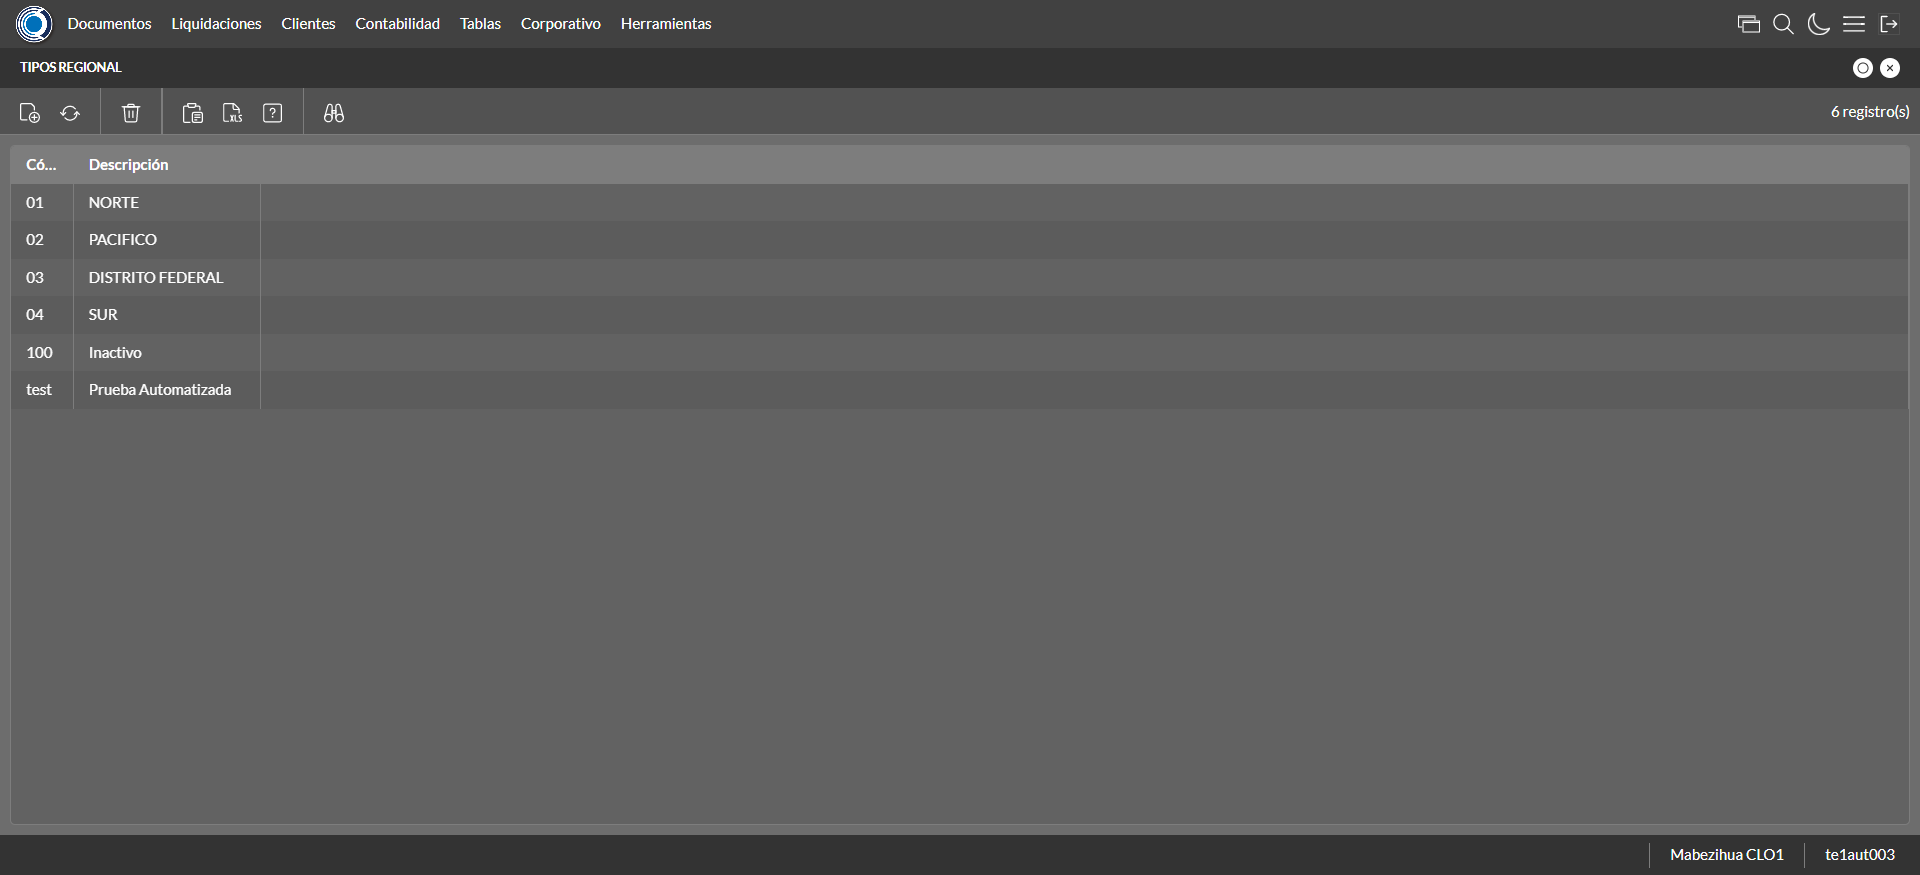 Documentos Liquidaciones Clientes Contabilidad Tablas Corporativo Herramientas
TIPOS REGIONAL
XLS ? 6 registro(s)
Có... Descripción
01 NORTE
02 PACIFICO
03 DISTRITO FEDERAL
04 SUR
100 Inactivo
test Prueba Automatizada
Mabezihua CLO1 te1aut003